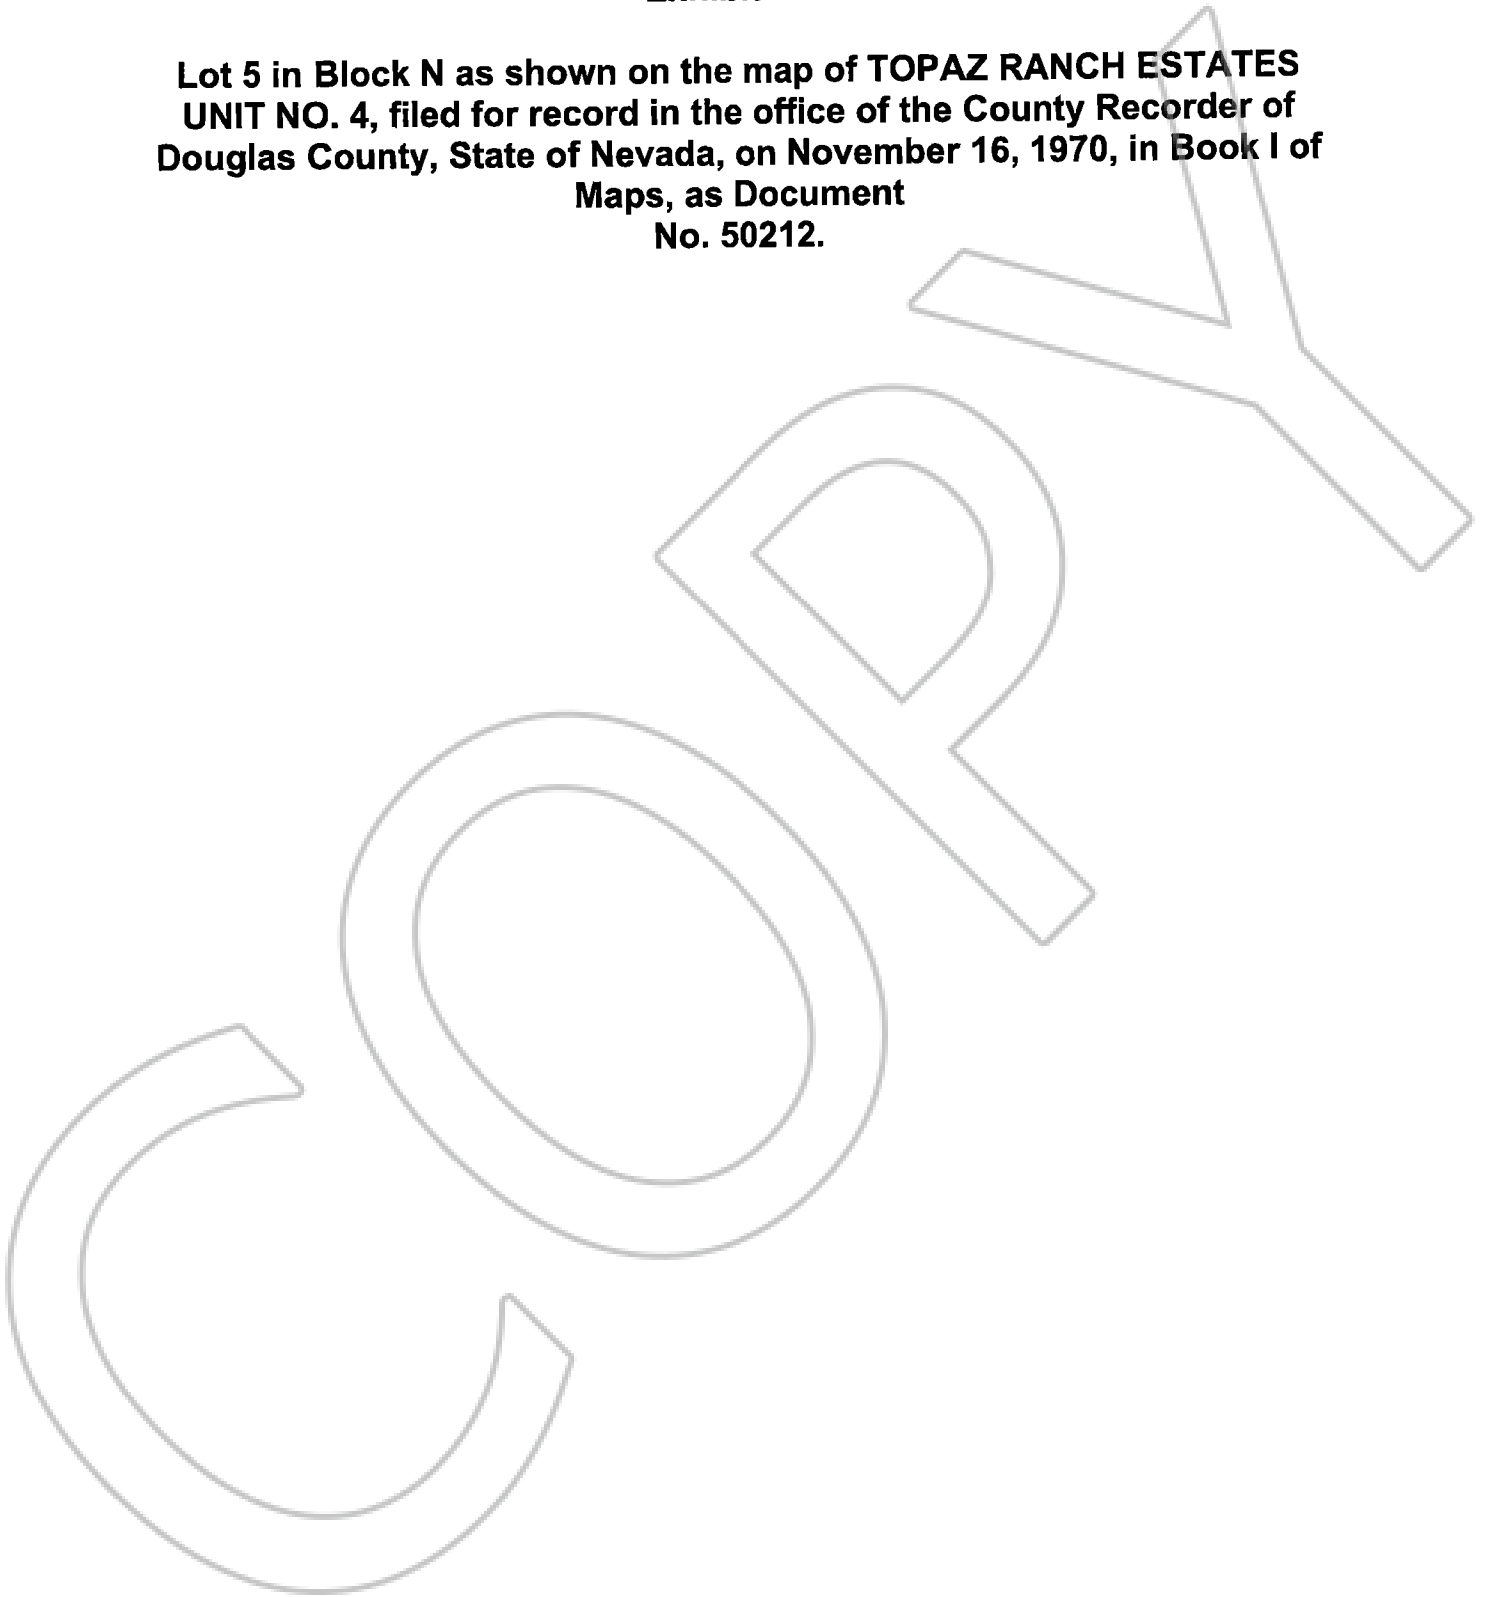 Lot 5 in Block N as shown on the map of TOPAZ RANCH ESTATES
UNIT NO. 4, filed for record in the office of the County Recorder of
Douglas County, State of Nevada, on November 16, 1970, in Book I of
Maps, as Document
No. 50212.
COPY